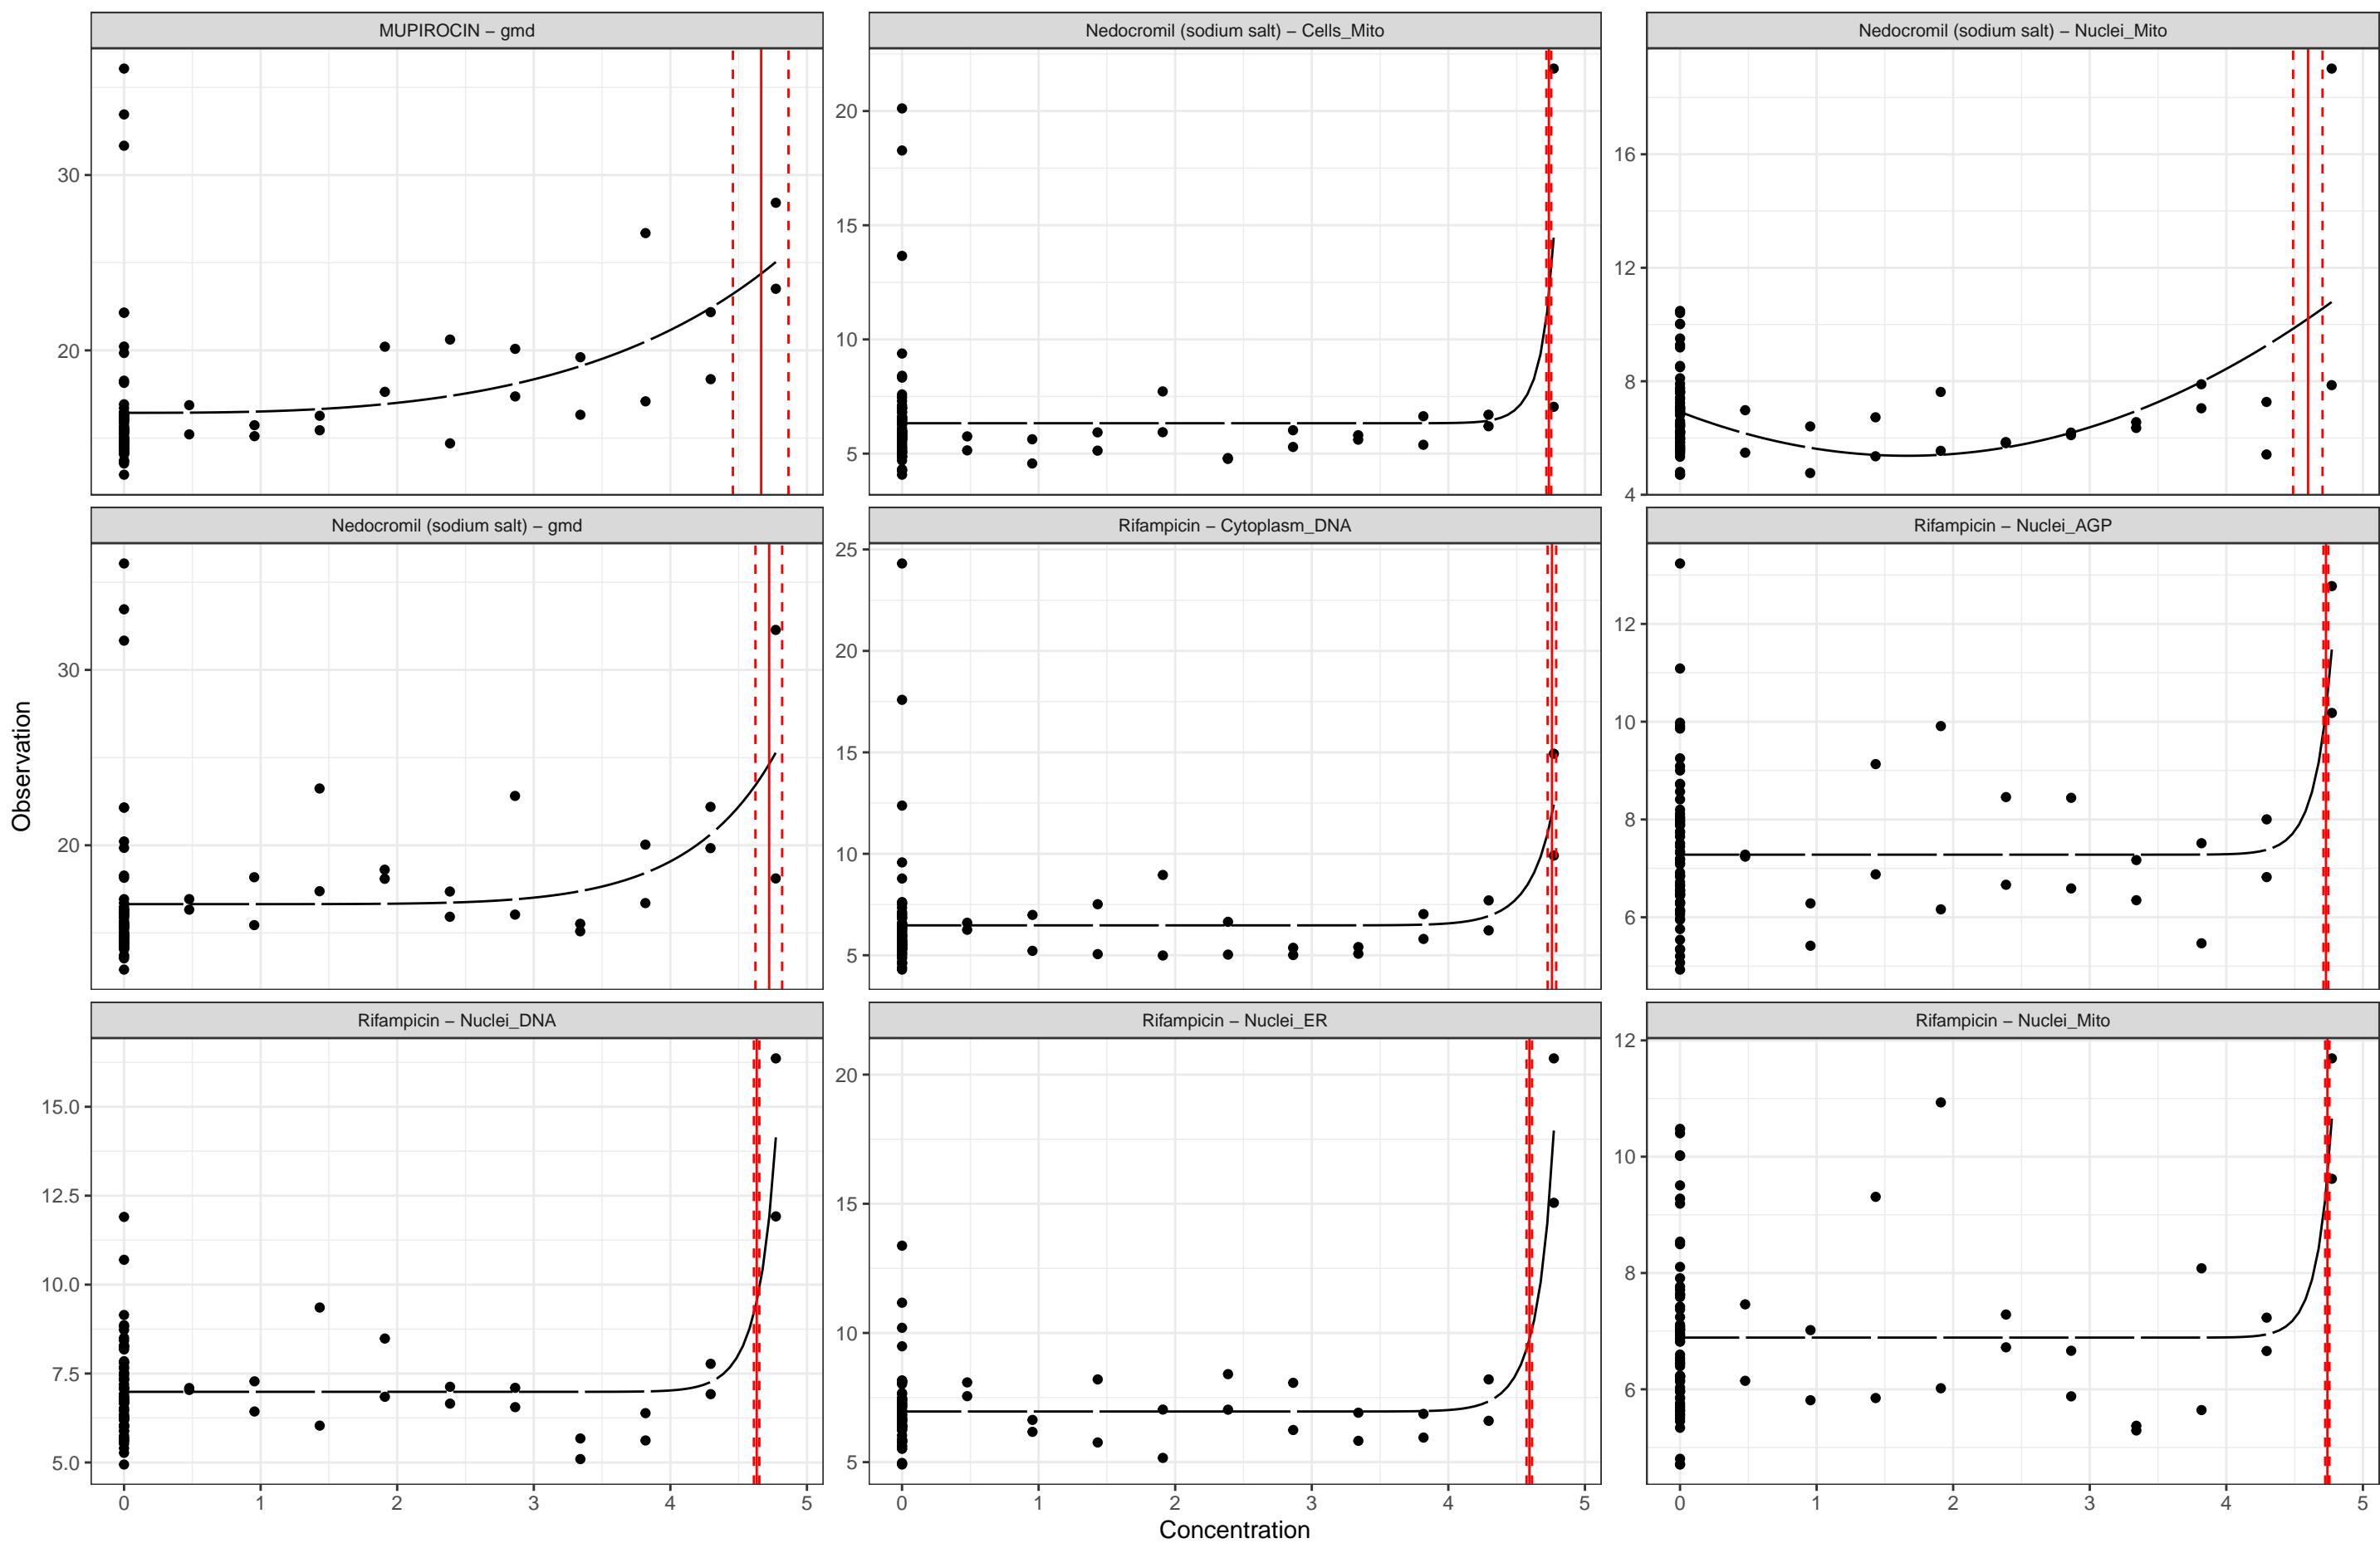 MUPIROCIN − gmd
Nedocromil (sodium salt) − Cells_Mito
Nedocromil (sodium salt) − Nuclei_Mito
30
20
20
15
10
5
16
12
8
4
Nedocromil (sodium salt) − gmd
Rifampicin − Cytoplasm_DNA
Rifampicin − Nuclei_AGP
30
20
25
20
15
10
5
12
10
8
6
Observation
Rifampicin − Nuclei_DNA
Rifampicin − Nuclei_ER
Rifampicin − Nuclei_Mito
15.0
12.5
10.0
7.5
5.0
20
15
10
5
12
10
8
6
0 1 2 3 4 5
0 1 2 3 4 5
0 1 2 3 4 5
Concentration